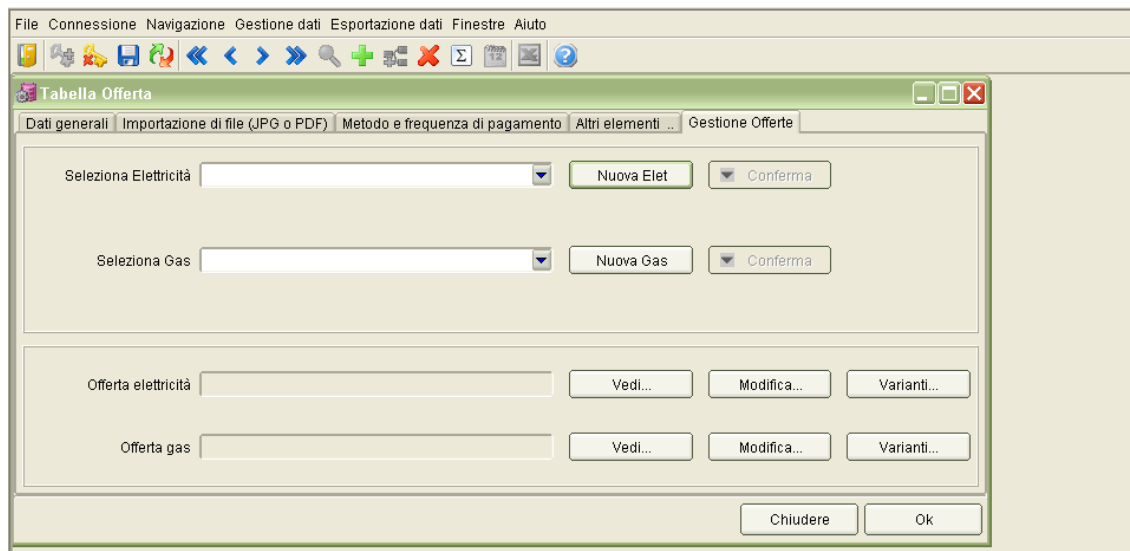 File Connessione Navigazione Gestione dati Esportazione dati Finestre Aiuto
Σ 12
Tabella Offerta
Dati generali Importazione di file (JPG o PDF) Metodo e frequenza di pagamento Altri elementi .. Gestione Offerte
Seleziona Elettricità Nuova Elet Conferma
Seleziona Gas Nuova Gas Conferma
Offerta elettricità Vedi... Modifica... Varianti...
Offerta gas Vedi... Modifica... Varianti...
Chiudere Ok